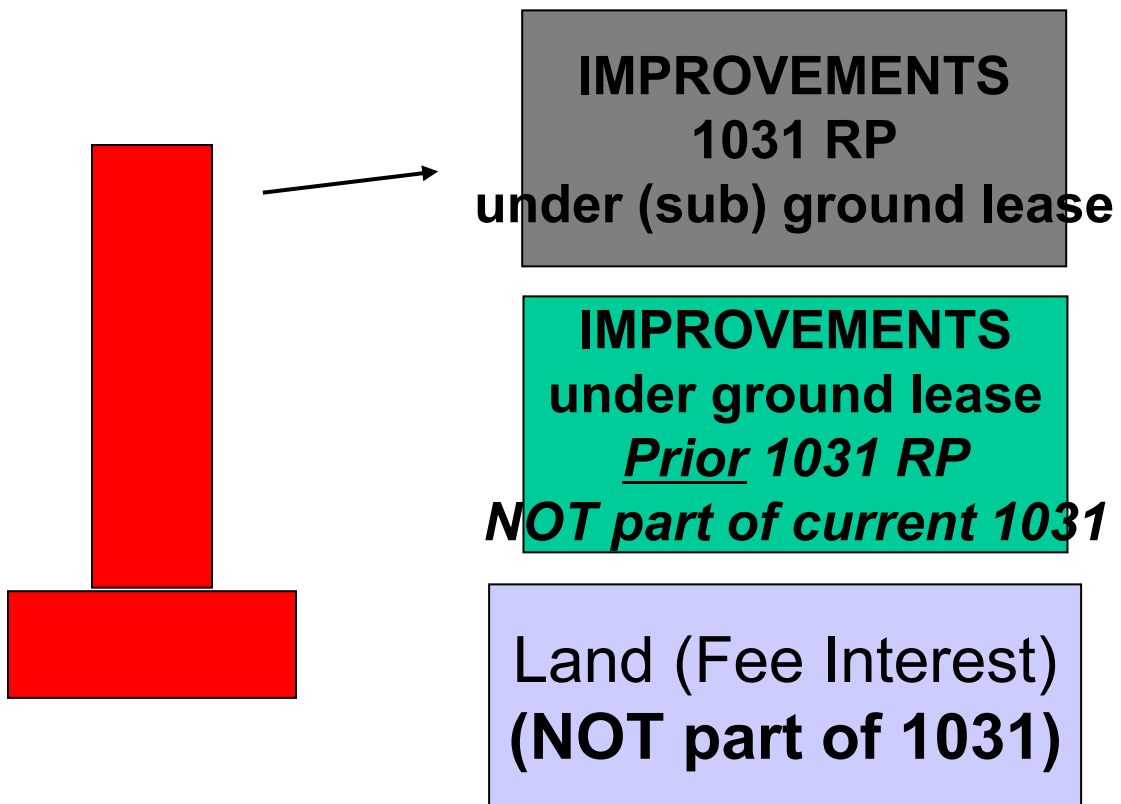 IMPROVEMENTS
1031 RP
under (sub) ground lease
IMPROVEMENTS
under ground lease
Prior 1031 RP
NOT part of current 1031
Land (Fee Interest)
(NOT part of 1031)